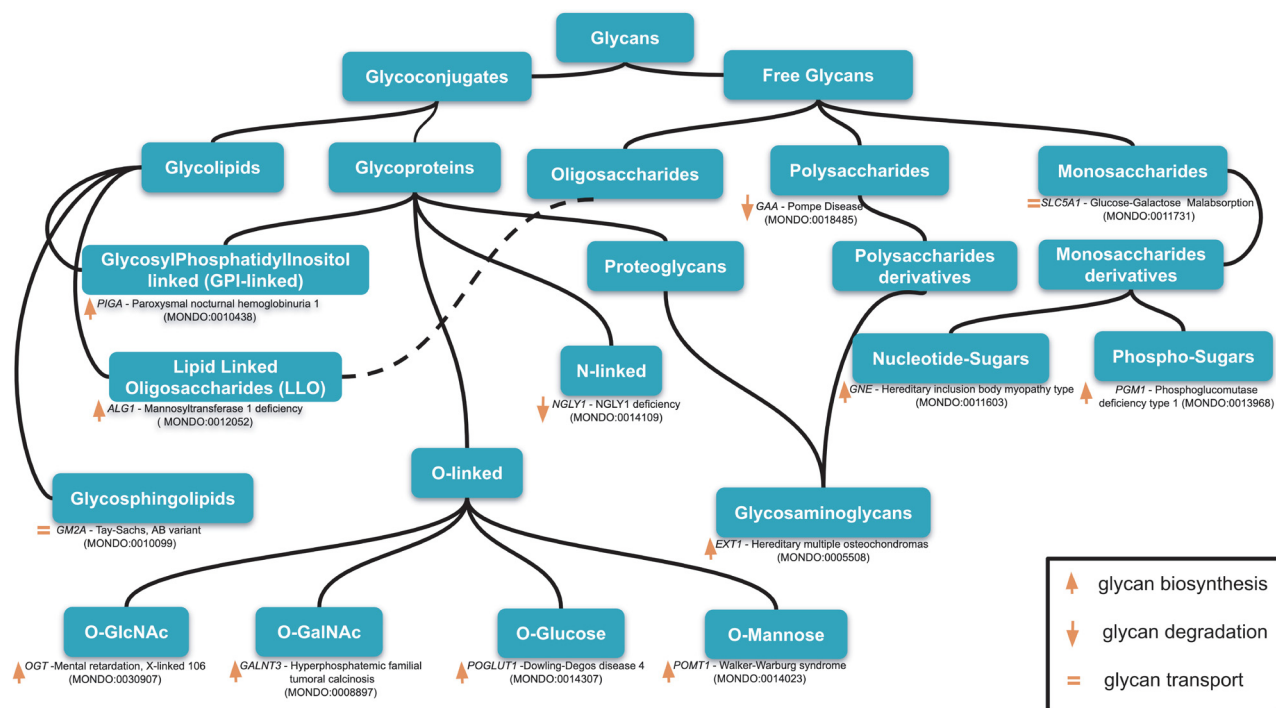 Glycans
Glycoconjugates
Free Glycans
Glycolipids
Glycoproteins
Oligosaccharides
Polysaccharides
Monosaccharides
GAA - Pompe Disease
(MONDO:0018485)
SLC5A1 - Glucose-Galactose Malabsorption
(MONDO:0011731)
GlycosylPhosphatidylInositol
linked (GPI-linked)
PIGA - Paroxysmal nocturnal hemoglobinuria 1
(MONDO:0010438)
Proteoglycans
Polysaccharides
derivatives
Monosaccharides
derivatives
Lipid Linked
Oligosaccharides (LLO)
ALG1 - Mannosyltransferase 1 deficiency
( MONDO:0012052)
N-linked
NGLY1 - NGLY1 deficiency
(MONDO:0014109)
Nucleotide-Sugars
GNE - Hereditary inclusion body myopathy type
(MONDO:0011603)
Phospho-Sugars
PGM1 - Phosphoglucomutase
deficiency type 1 (MONDO:0013968)
O-linked
Glycosphingolipids
GM2A - Tay-Sachs, AB variant
(MONDO:0010099)
Glycosaminoglycans
EXT1 - Hereditary multiple osteochondromas
(MONDO:0005508)
O-GlcNAc
OGT -Mental retardation, X-linked 106
(MONDO:0030907)
O-GalNAc
GALNT3 - Hyperphosphatemic familial
tumoral calcinosis
(MONDO:0008897)
O-Glucose
POGLUT1 -Dowling-Degos disease 4
(MONDO:0014307)
O-Mannose
POMT1 - Walker-Warburg syndrome
(MONDO:0014023)
glycan biosynthesis
glycan degradation
= glycan transport